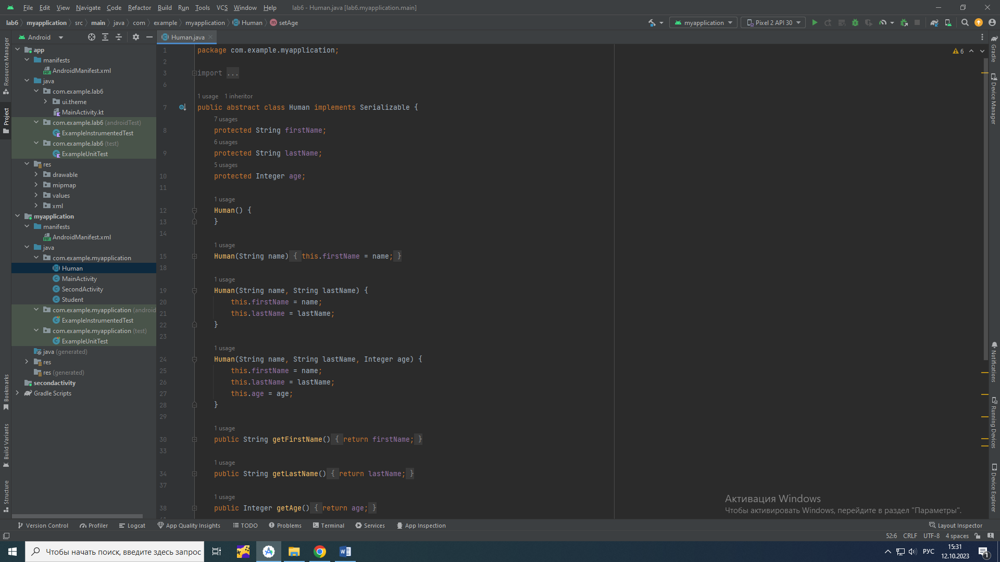 File Edit View Navigate Code Refactor Build Run Tools VCS Window Help lab6 - Human.java [lab6.myapplication.main]
lab6 myapplication src main java com example myapplication Human setAge myapplication Pixel 2 API 30
Android Human.java
Resource Manager
Project
Bookmarks
Build Variants
Structure
app
manifests
AndroidManifest.xml
java
com.example.lab6
ui.theme
MainActivity.kt
com.example.lab6 (androidTest)
ExampleInstrumentedTest
com.example.lab6 (test)
ExampleUnitTest
res
drawable
mipmap
values
xml
myapplication
manifests
AndroidManifest.xml
java
com.example.myapplication
Human
MainActivity
SecondActivity
Student
com.example.myapplication (android
ExampleInstrumentedTest
com.example.myapplication (test)
ExampleUnitTest
java (generated)
res
res (generated)
secondactivity
Gradle Scripts
1 package com.example.myapplication;
2
3 import ...
6
1 usage 1 inheritor
7 public abstract class Human implements Serializable {
7 usages
8 protected String firstName;
6 usages
9 protected String lastName;
5 usages
10 protected Integer age;
11
1 usage
12 Human() {
13 }
14
1 usage
15 Human(String name) { this.firstName = name; }
18
1 usage
19 Human(String name, String lastName) {
20 this.firstName = name;
21 this.lastName = lastName;
22 }
23
1 usage
24 Human(String name, String lastName, Integer age) {
25 this.firstName = name;
26 this.lastName = lastName;
27 this.age = age;
28 }
29
1 usage
30 public String getFirstName() { return firstName; }
33
1 usage
34 public String getLastName() { return lastName; }
37
1 usage
38 public Integer getAge() { return age; }
6
Gradle
Device Manager
Notifications
Running Devices
Device Explorer
Активация Windows
Чтобы активировать Windows, перейдите в раздел "Параметры".
Version Control Profiler Logcat App Quality Insights TODO Problems Terminal Services App Inspection Layout Inspector
52:6 CRLF UTF-8 4 spaces
Чтобы начать поиск, введите здесь запрос
РУС
15:31
12.10.2023
1